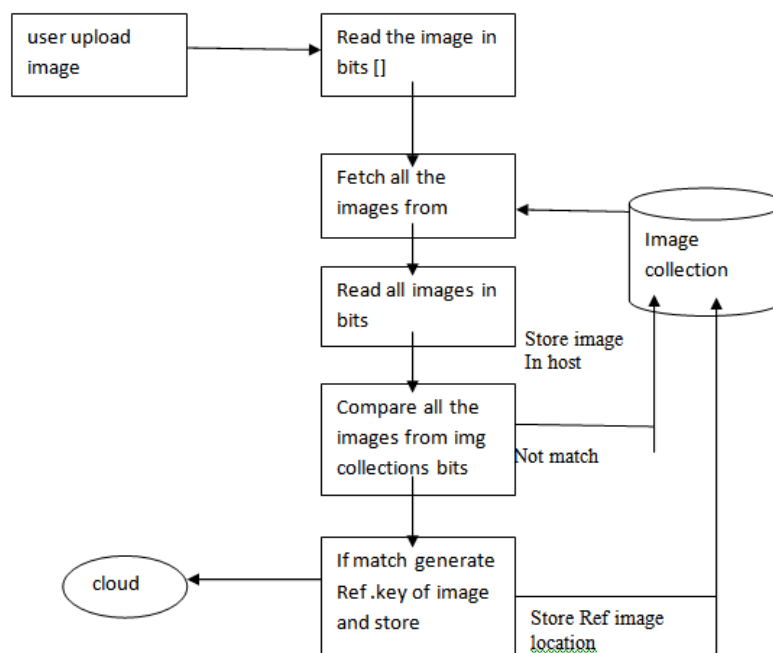 user upload
image
Read the image in
bits []
Fetch all the
images from
Image
collection
Read all images in
bits
Store image
In host
Compare all the
images from img
collections bits
Not match
If match generate
Ref .key of image
and store
cloud
Store Ref image
location